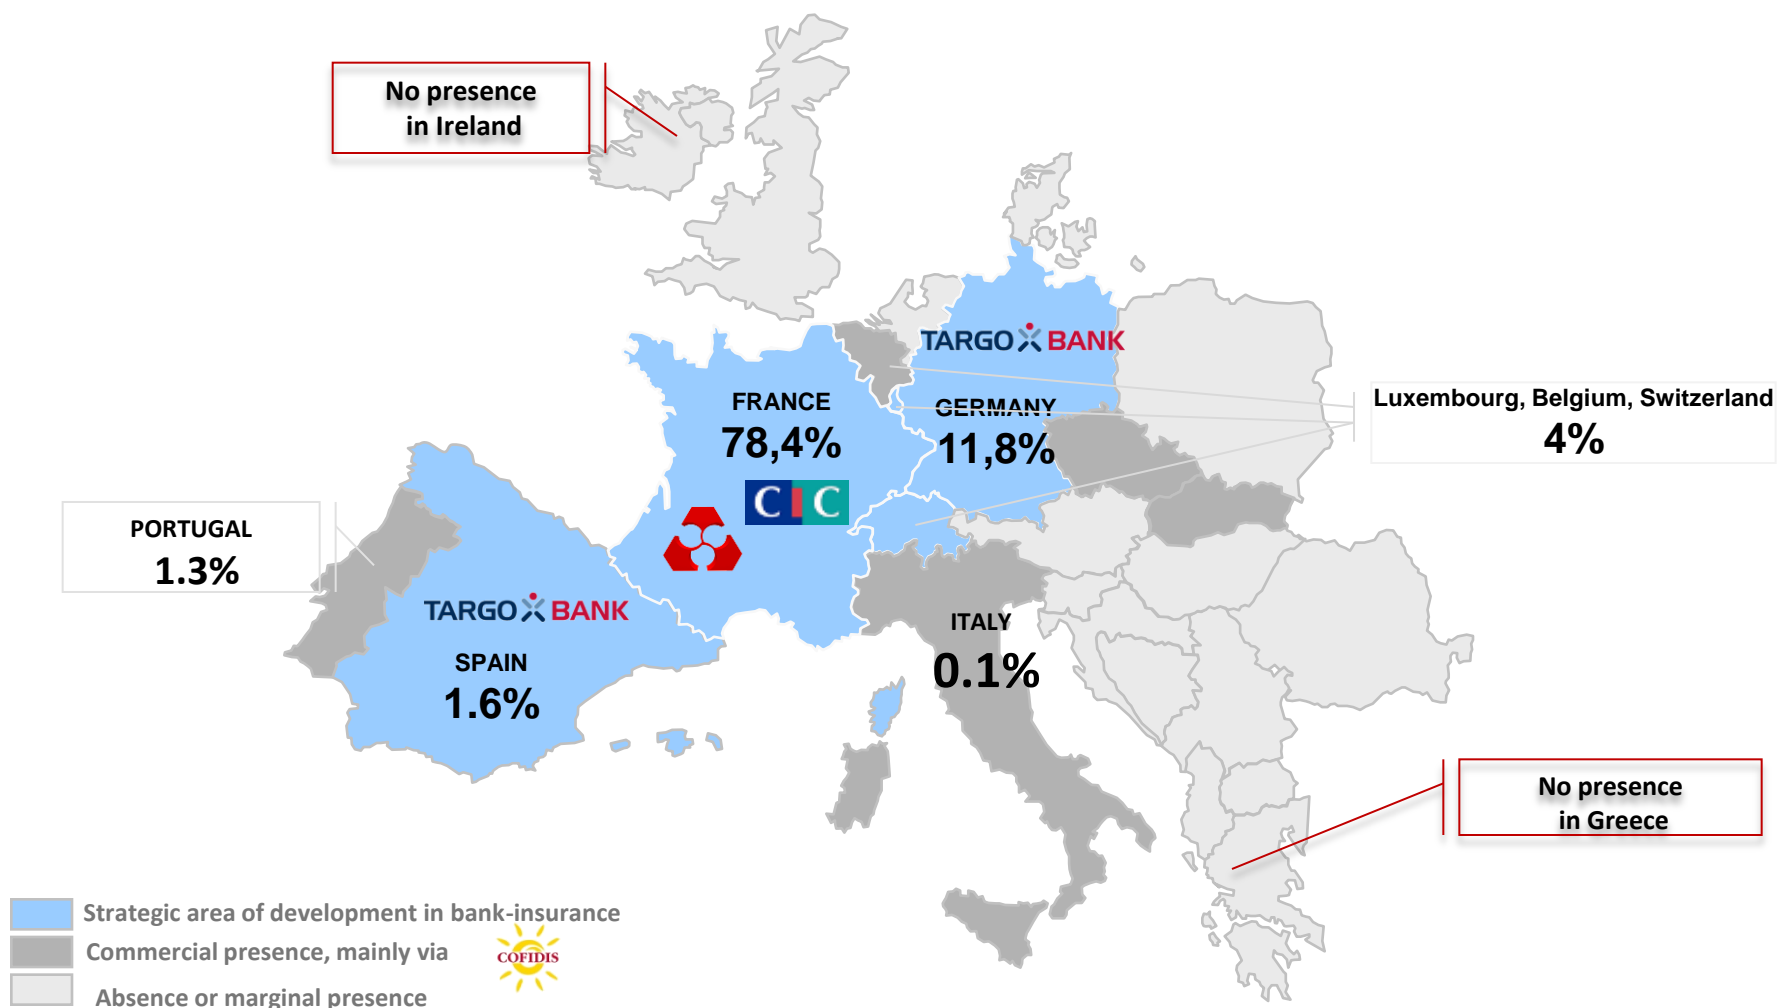 No presence
in Ireland
TARGO BANK
FRANCE
78,4%
GERMANY
11,8%
Luxembourg, Belgium, Switzerland
4%
CIC
PORTUGAL
1.3%
TARGO BANK
SPAIN
1.6%
ITALY
0.1%
No presence
in Greece
Strategic area of development in bank-insurance
Commercial presence, mainly via
COFIDIS
Absence or marginal presence